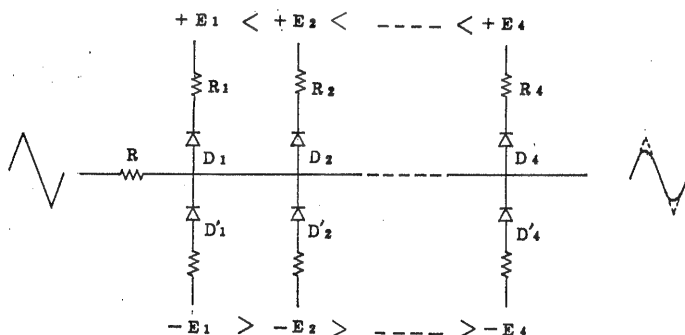 +E1 < +E2 < ---- < +E4
R1 R2 R4
R D1 D2 D4
D'1 D'2 D'4
−E1 > −E2 > ---- > −E4